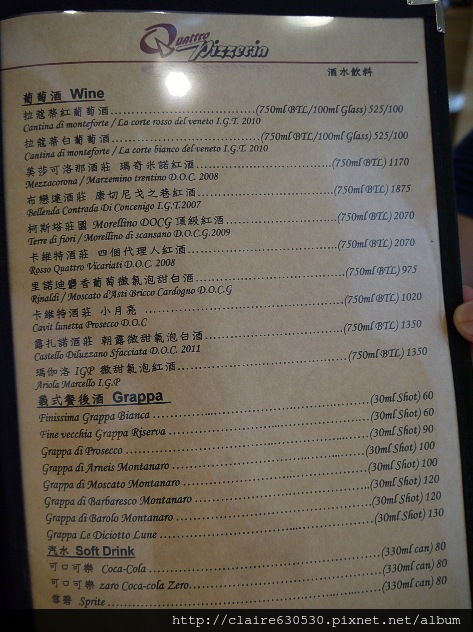 Quattro
Pizzeria
酒水飲料
葡萄酒 Wine
拉蔻蒂紅葡萄酒 (750ml BTL/100ml Glass) 525/100
Cantina di monteforte / La corte rosso del veneto I.G.T. 2010
拉蔻蒂白葡萄酒 (750ml BTL/100ml Glass) 525/100
Cantina di monteforte / La corte bianco del veneto I.G.T. 2010
美莎可洛那酒莊 瑪奇米諾紅酒 (750ml BTL) 1170
Mezzacorona / Marzemino trentino D.O.C. 2008
布戀達酒莊 康切尼戈之巷紅酒 (750ml BTL) 1875
Bellenda Contrada Di Concenigo I.G.T.2007
柯斯塔莊園 Morellino DOCG 頂級紅酒 (750ml BTL) 2070
Terre di fiori / Morellino di scansano D.O.C.G.2009
卡維特酒莊 四個代理人紅酒 (750ml BTL) 2070
Rosso Quattro Vicariati D.O.C. 2008
里諾迪麝香葡萄微氣泡甜白酒 (750ml BTL) 975
Rinaldi / Moscato d'Asti Bricco Cardogno D.O.C.G
卡維特酒莊 小月亮 (750ml BTL) 1020
Cavit lunetta Prosecco D.O.C
露扎諾酒莊 朝露微甜氣泡白酒 (750ml BTL) 1350
Castello Diluzzano Sfacciata D.O.C. 2011
瑪伽洛 IGP 微甜氣泡紅酒 (750ml BTL) 1350
Ariola Marcello I.G.P
義式餐後酒 Grappa
Finissima Grappa Bianca (30ml Shot) 60
Fine vecchia Grappa Riserva (30ml Shot) 60
Grappa di Prosecco (30ml Shot) 90
Grappa di Arneis Montanaro (30ml Shot) 100
Grappa di Moscato Montanaro (30ml Shot) 100
Grappa di Barbaresco Montanaro (30ml Shot) 120
Grappa di Barolo Montanaro (30ml Shot) 120
Grappa Le Diciotto Lune (30ml Shot) 130
汽水 Soft Drink
可口可樂 Coca-Cola (330ml can) 80
可口可樂 zaro Coca-cola Zero (330ml can) 80
雪碧 Sprite (330ml can) 80
http://claire630530.pixnet.net/album